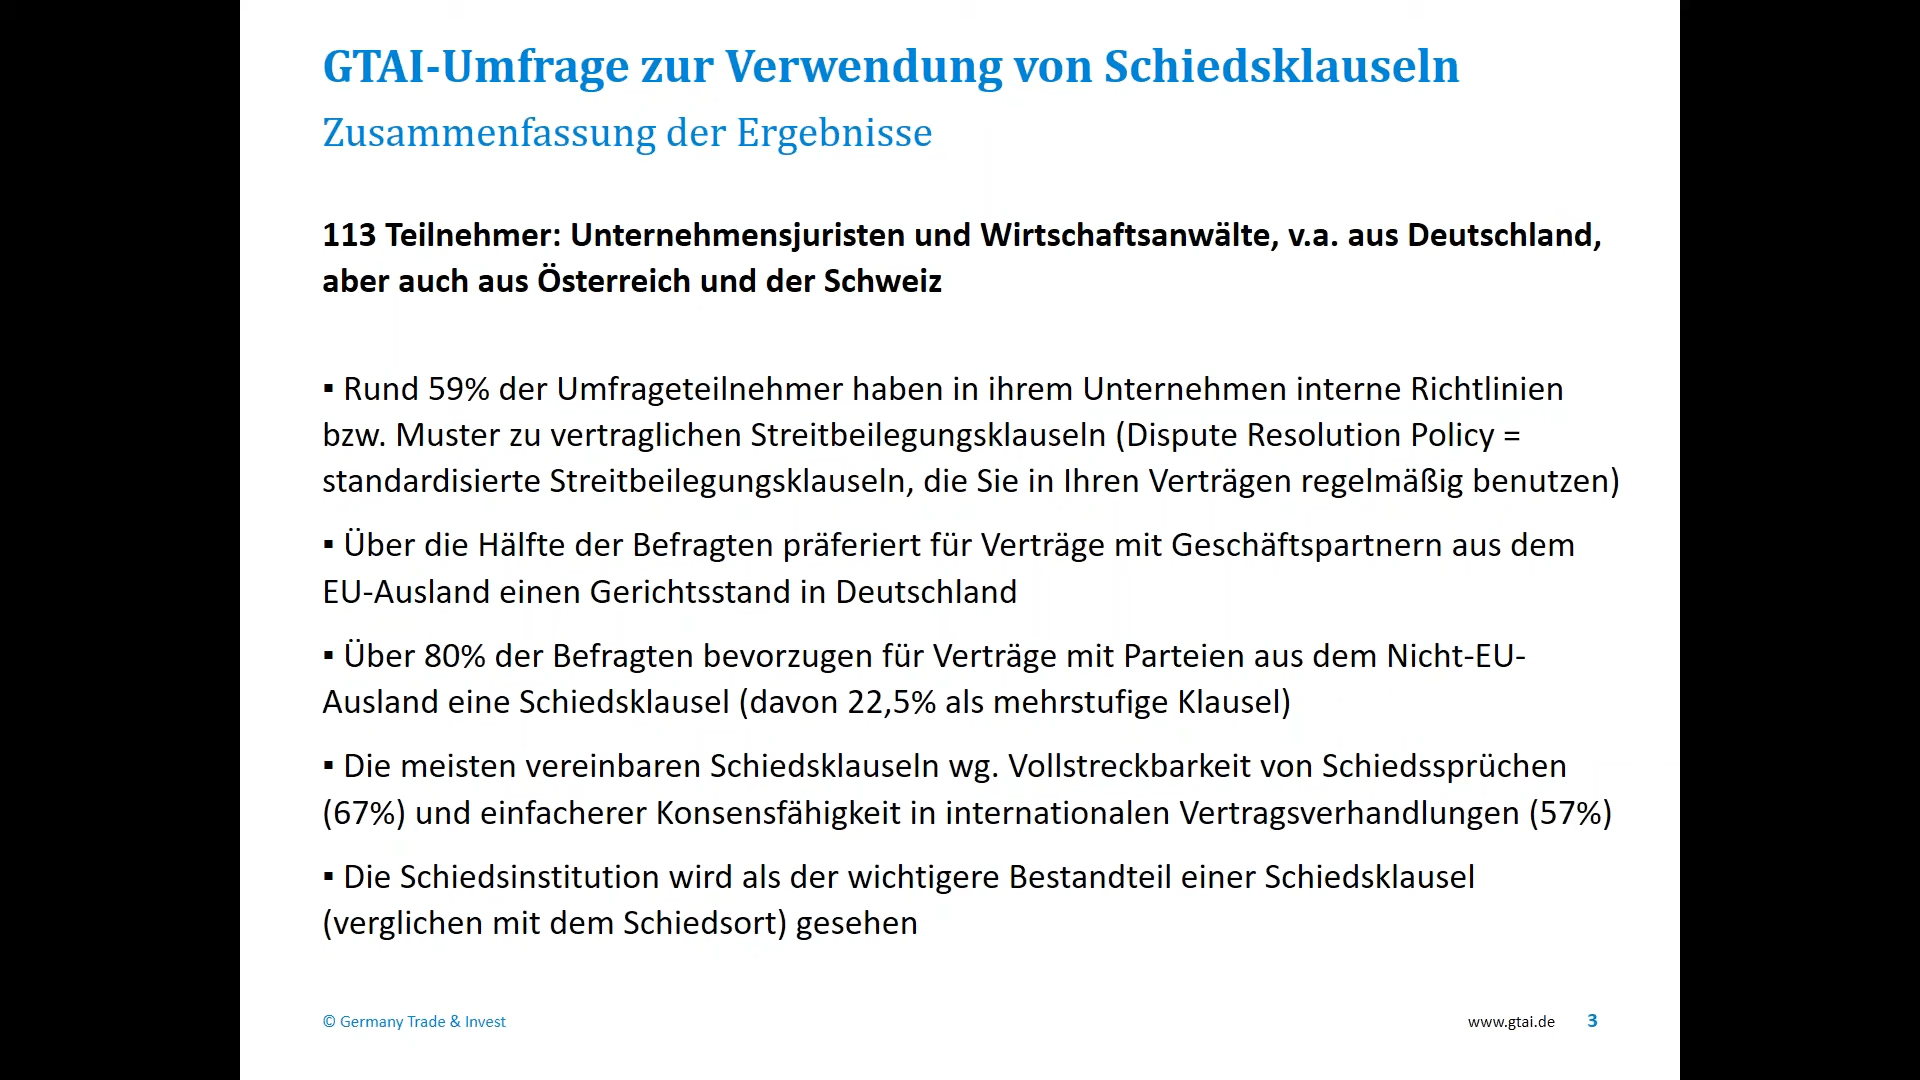 GTAI-Umfrage zur Verwendung von Schiedsklauseln
Zusammenfassung der Ergebnisse
113 Teilnehmer: Unternehmensjuristen und Wirtschaftsanwälte, v.a. aus Deutschland,
aber auch aus Österreich und der Schweiz
▪ Rund 59% der Umfrageteilnehmer haben in ihrem Unternehmen interne Richtlinien
bzw. Muster zu vertraglichen Streitbeilegungsklauseln (Dispute Resolution Policy =
standardisierte Streitbeilegungsklauseln, die Sie in Ihren Verträgen regelmäßig benutzen)
▪ Über die Hälfte der Befragten präferiert für Verträge mit Geschäftspartnern aus dem
EU-Ausland einen Gerichtsstand in Deutschland
▪ Über 80% der Befragten bevorzugen für Verträge mit Parteien aus dem Nicht-EU-
Ausland eine Schiedsklausel (davon 22,5% als mehrstufige Klausel)
▪ Die meisten vereinbaren Schiedsklauseln wg. Vollstreckbarkeit von Schiedssprüchen
(67%) und einfacherer Konsensfähigkeit in internationalen Vertragsverhandlungen (57%)
▪ Die Schiedsinstitution wird als der wichtigere Bestandteil einer Schiedsklausel
(verglichen mit dem Schiedsort) gesehen
© Germany Trade & Invest
www.gtai.de 3